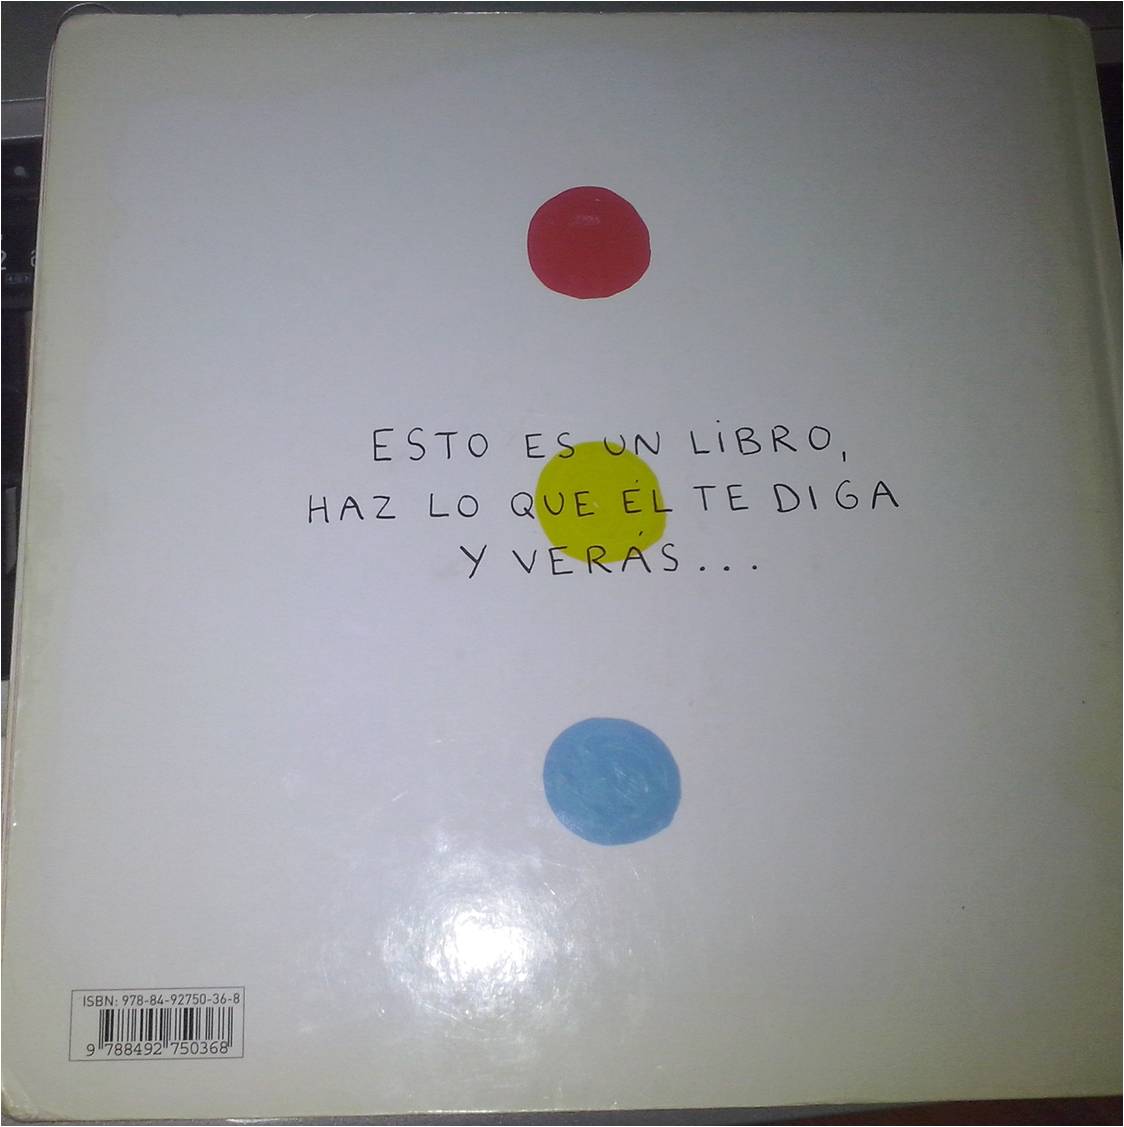 ESTO ES UN LiBRO,
HAZ LO QUE ÉL TE DIGA
Y VERÁS...
ISBN: 978-84-92750-36-8
9 788492 750368